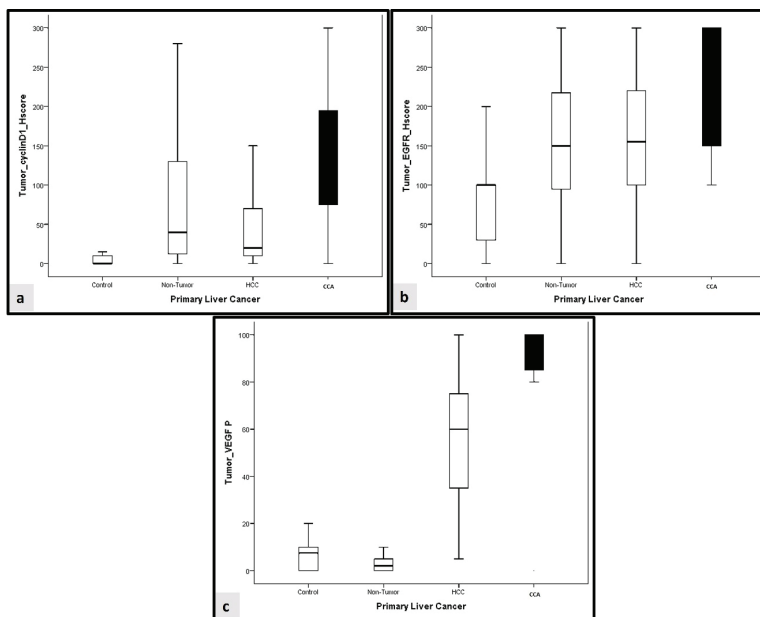 Tumor_cyclinD1_Hscore
300
250
200
150
100
50
0
Control Non-Tumor HCC CCA
Primary Liver Cancer
a
Tumor_EGFR_Hscore
300
250
200
150
100
50
0
Control Non-Tumor HCC CCA
Primary Liver Cancer
b
Tumor_VEGF P
100
80
60
40
20
0
Control Non-Tumor HCC CCA
Primary Liver Cancer
c